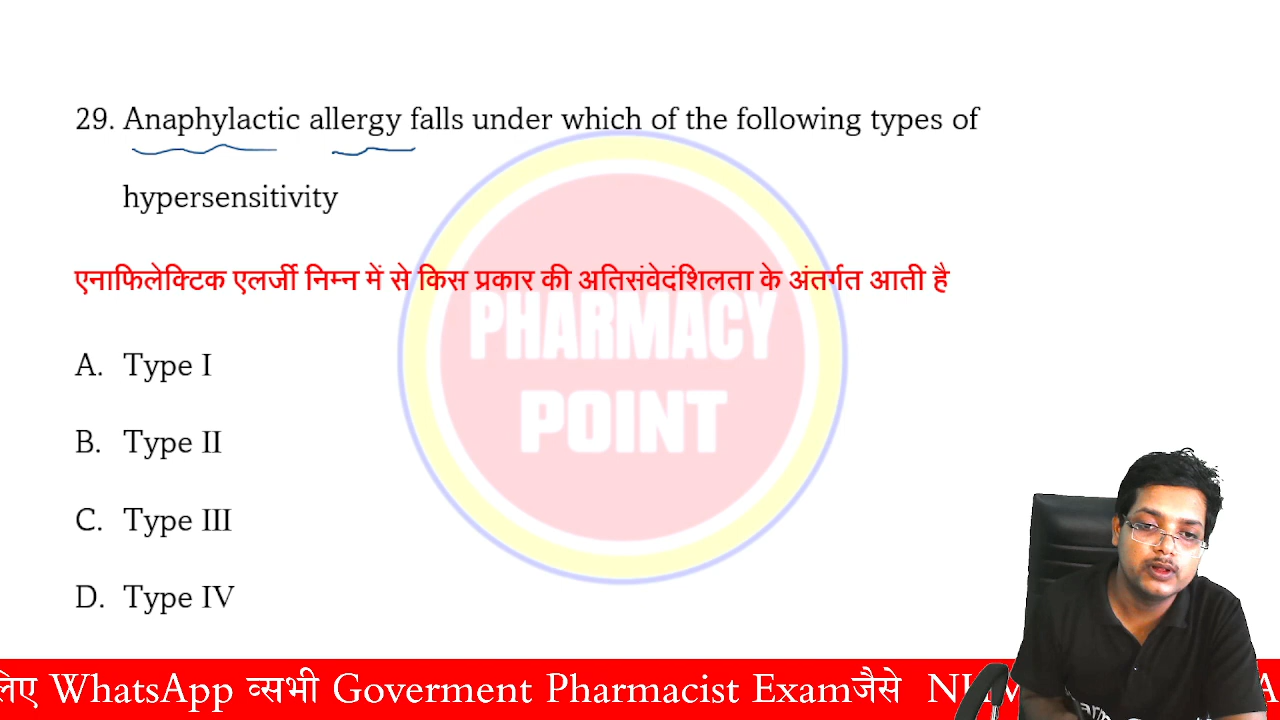 29. Anaphylactic allergy falls under which of the following types of
hypersensitivity
एनाफिलेक्टिक एलर्जी निम्न में से किस प्रकार की अतिसंवेदंशिलता के अंतर्गत आती है
PHARMACY
POINT
A. Type I
B. Type II
C. Type III
D. Type IV
लिए WhatsApp व्सभी Goverment Pharmacist Examजैसे